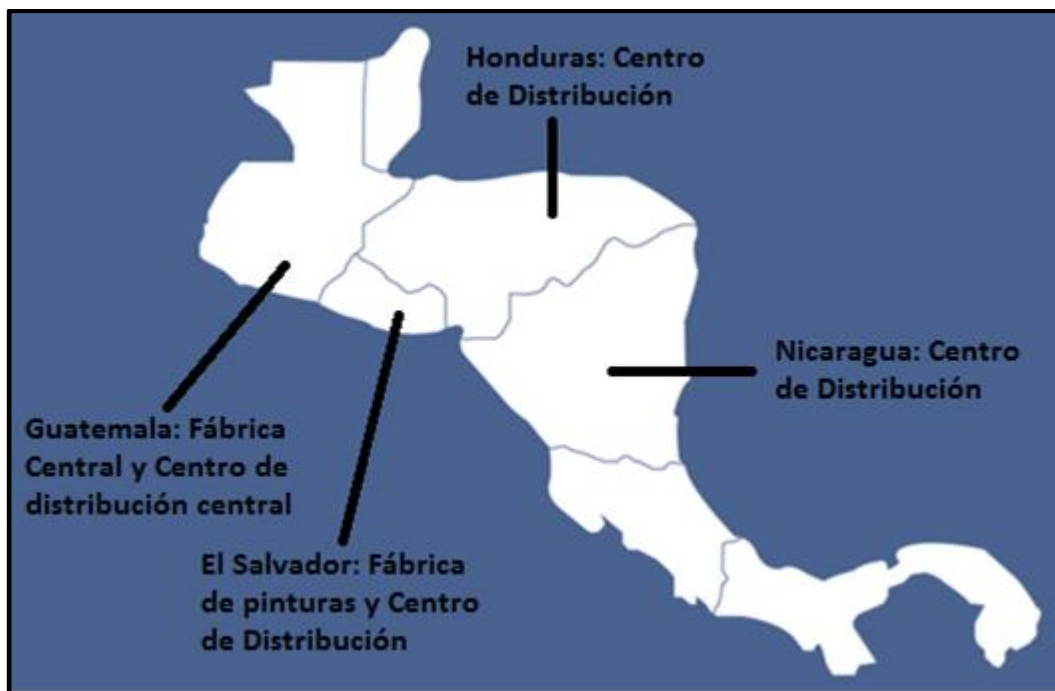 Honduras: Centro
de Distribución
Nicaragua: Centro
de Distribución
Guatemala: Fábrica
Central y Centro de
distribución central
El Salvador: Fábrica
de pinturas y Centro
de Distribución